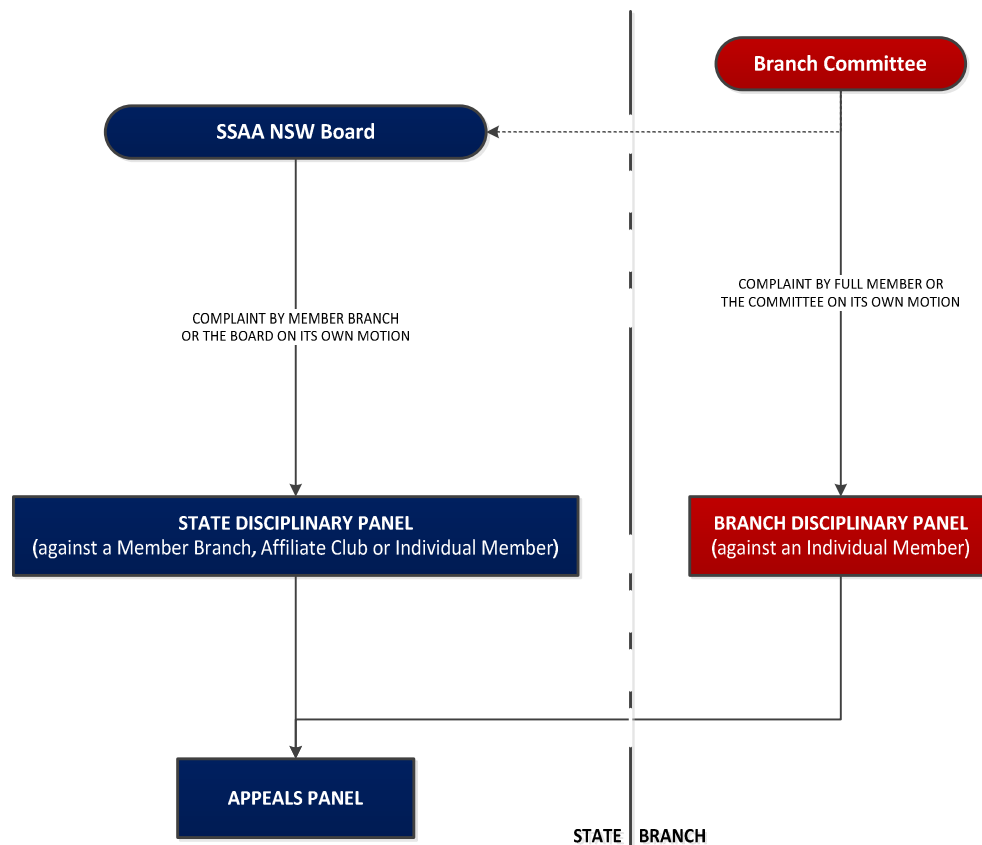 Branch Committee
SSAA NSW Board
COMPLAINT BY FULL MEMBER OR
THE COMMITTEE ON ITS OWN MOTION
COMPLAINT BY MEMBER BRANCH
OR THE BOARD ON ITS OWN MOTION
STATE DISCIPLINARY PANEL
(against a Member Branch, Affiliate Club or Individual Member)
BRANCH DISCIPLINARY PANEL
(against an Individual Member)
APPEALS PANEL
STATE
BRANCH